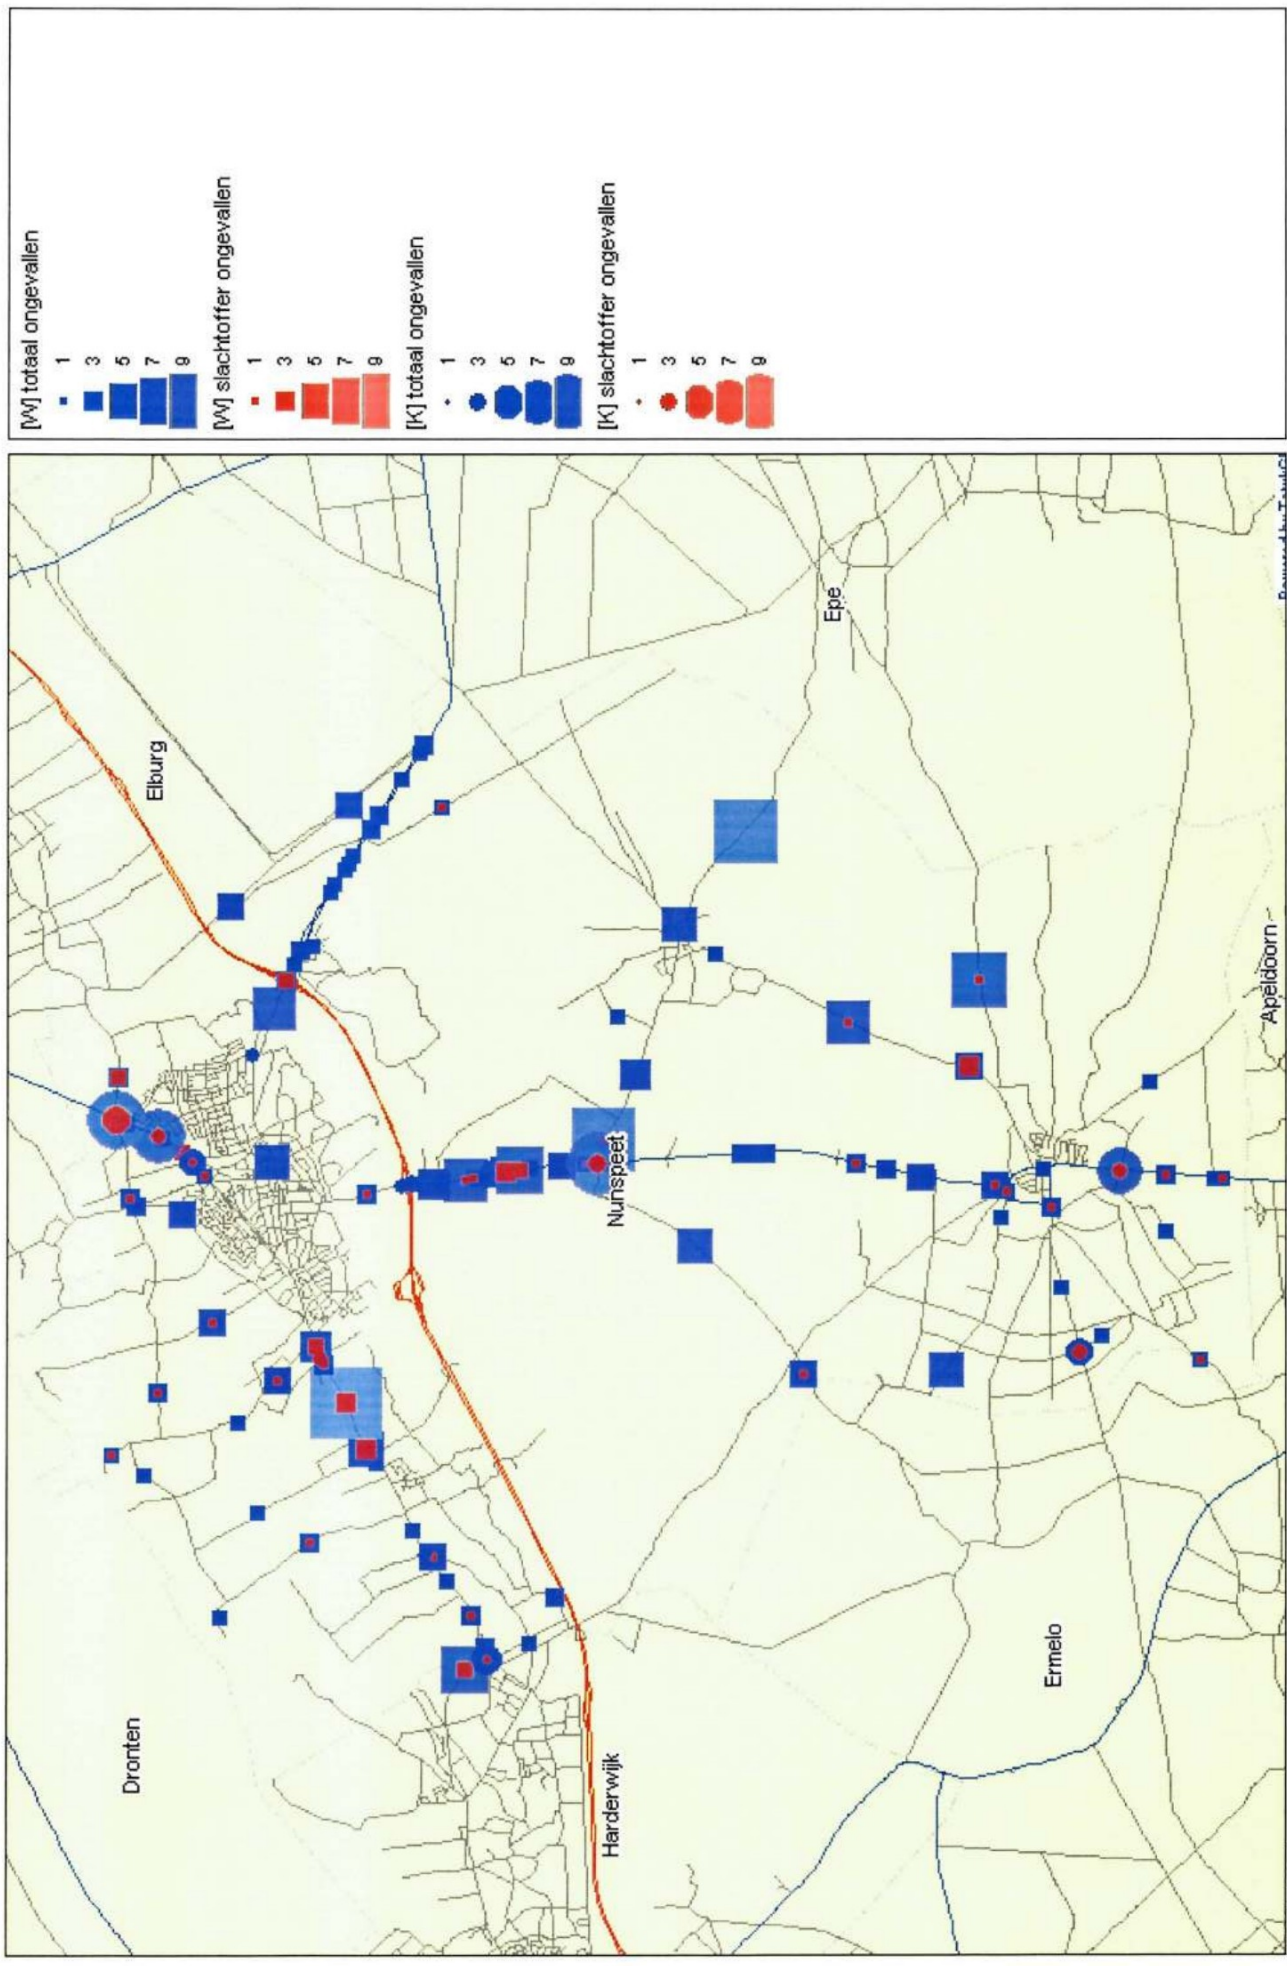 [W] totaal ongevallen
1
3
5
7
9
[W] slachtoffer ongevallen
1
3
5
7
9
[K] totaal ongevallen
1
3
5
7
9
[K] slachtoffer ongevallen
1
3
5
7
9
Elburg
Dronten
Epe
Nunspeet
Harderwijk
Apeldoorn
Ermelo